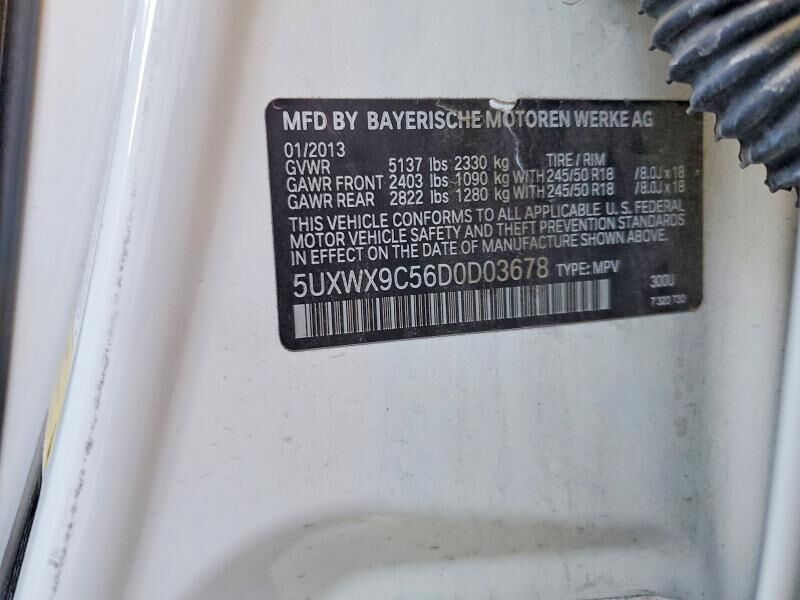 MFD BY BAYERISCHE MOTOREN WERKE AG
01/2013
GVWR 5137 lbs 2330 kg TIRE / RIM
GAWR FRONT 2403 lbs 1090 kg WITH 245/50 R18 /8.0J x 18
GAWR REAR 2822 lbs 1280 kg WITH 245/50 R18 /8.0J x 18
THIS VEHICLE CONFORMS TO ALL APPLICABLE U.S. FEDERAL
MOTOR VEHICLE SAFETY AND THEFT PREVENTION STANDARDS
IN EFFECT ON THE DATE OF MANUFACTURE SHOWN ABOVE.
5UXWX9C56D0D03678 TYPE: MPV 300U
7 320 730